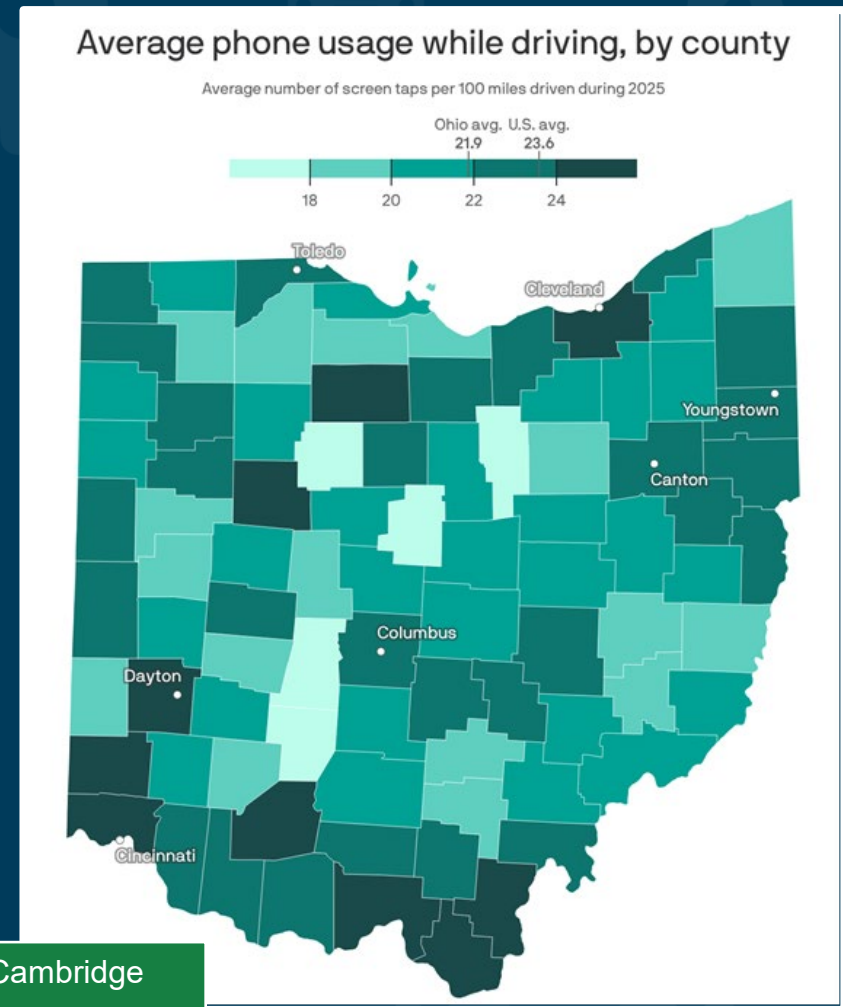 Average phone usage while driving, by county
Average number of screen taps per 100 miles driven during 2025
Ohio avg. U.S. avg.
21.9 23.6
18 20 22 24
Toledo
Cleveland
Youngstown
Canton
Columbus
Dayton
Cincinnati
Cambridge